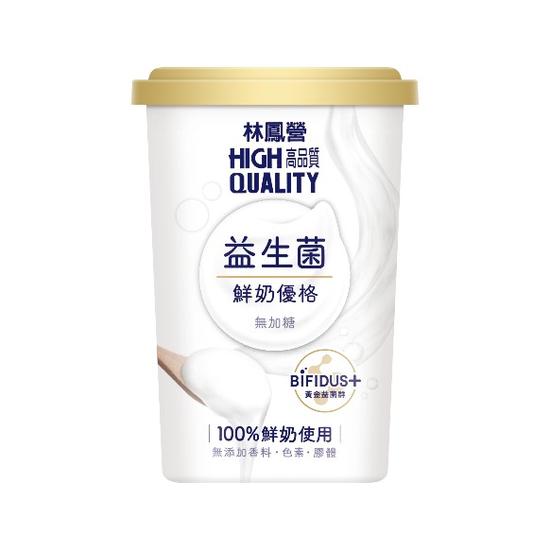 林鳳營
HIGH 高品質
QUALITY
益生菌
鮮奶優格
無加糖
BiFiDUS+
黃金益菌群
100%鮮奶使用
無添加香料・色素・膠體